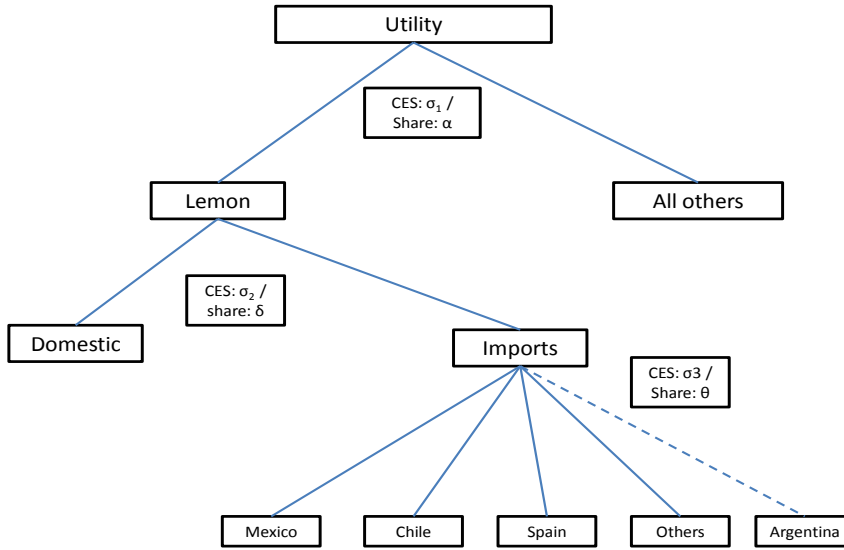 Utility
CES: σ₁ /
Share: α
Lemon
All others
CES: σ₂ /
share: δ
Domestic
Imports
CES: σ3 /
Share: θ
Mexico
Chile
Spain
Others
Argentina